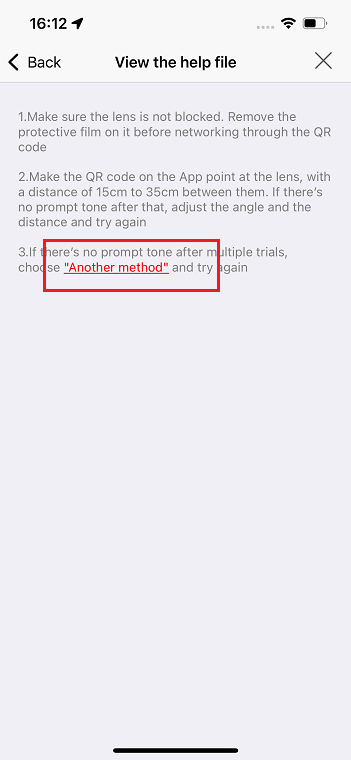 16:12
Back
View the help file
1.Make sure the lens is not blocked. Remove the
protective film on it before networking through the QR
code
2.Make the QR code on the App point at the lens, with
a distance of 15cm to 35cm between them. If there's
no prompt tone after that, adjust the angle and the
distance and try again
3.If there's no prompt tone after multiple trials,
choose "Another method" and try again